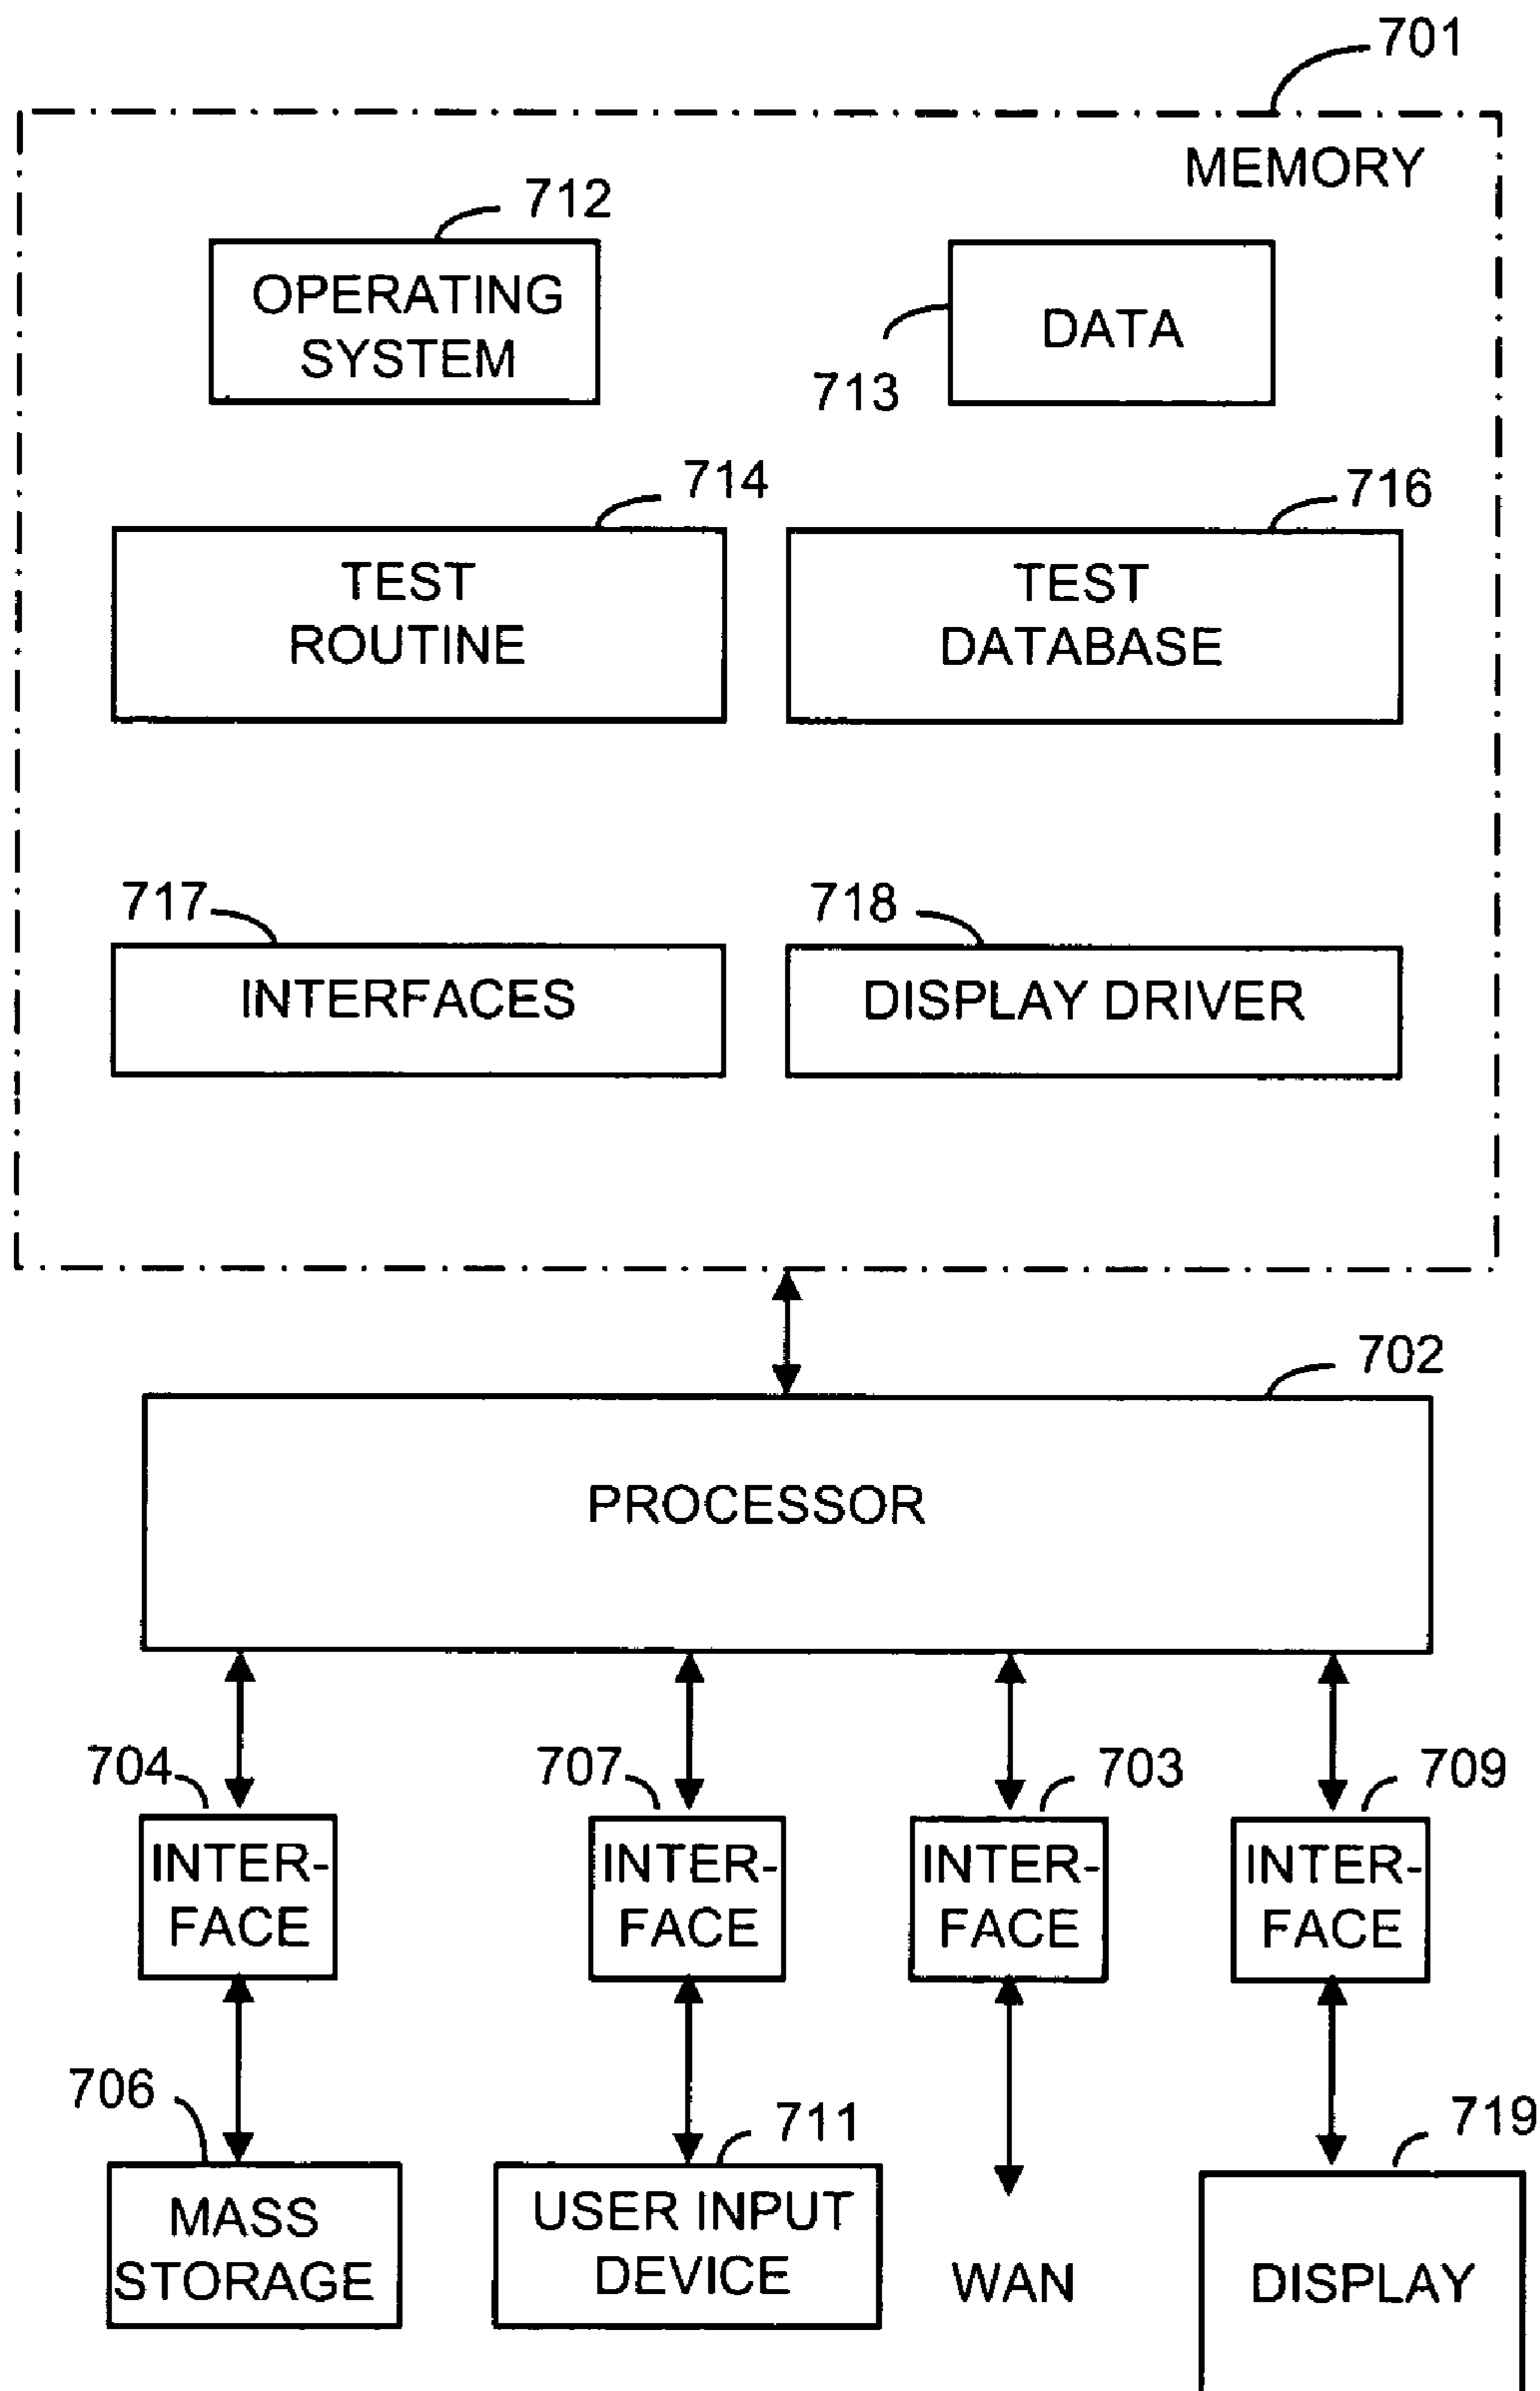 701
MEMORY
712
OPERATING
SYSTEM
713
DATA
714
TEST
ROUTINE
716
TEST
DATABASE
717
INTERFACES
718
DISPLAY DRIVER
702
PROCESSOR
704
INTER-
FACE
707
INTER-
FACE
703
INTER-
FACE
709
INTER-
FACE
706
MASS
STORAGE
711
USER INPUT
DEVICE
WAN
719
DISPLAY